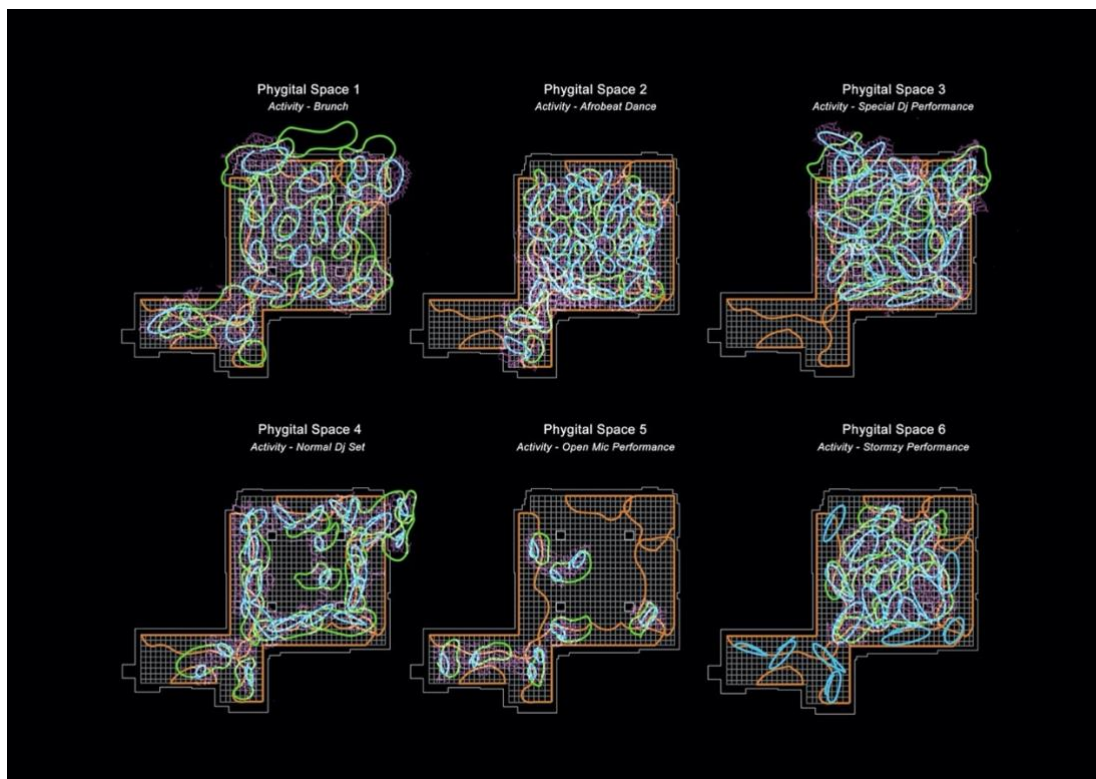 Phygital Space 1
Activity - Brunch
Phygital Space 2
Activity - Afrobeat Dance
Phygital Space 3
Activity - Special Dj Performance
Phygital Space 4
Activity - Normal Dj Set
Phygital Space 5
Activity - Open Mic Performance
Phygital Space 6
Activity - Stormzy Performance